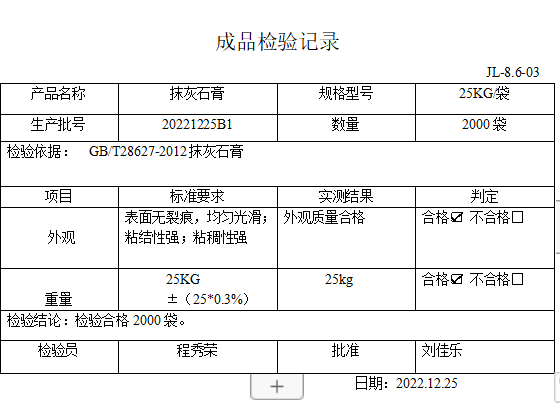 成品检验记录
JL-8.6-03
产品名称 抹灰石膏 规格型号 25KG/袋
生产批号 20221225B1 数量 2000 袋
检验依据： GB/T28627-2012抹灰石膏
项目 标准要求 实测结果 判定
外观 表面无裂痕，均匀光滑；粘结性强；粘稠性强 外观质量合格 合格☑ 不合格☐
重量 25KG ±（25*0.3%） 25kg 合格☑ 不合格☐
检验结论：检验合格 2000 袋。
检验员 程秀荣 批准 刘佳乐
日期：2022.12.25